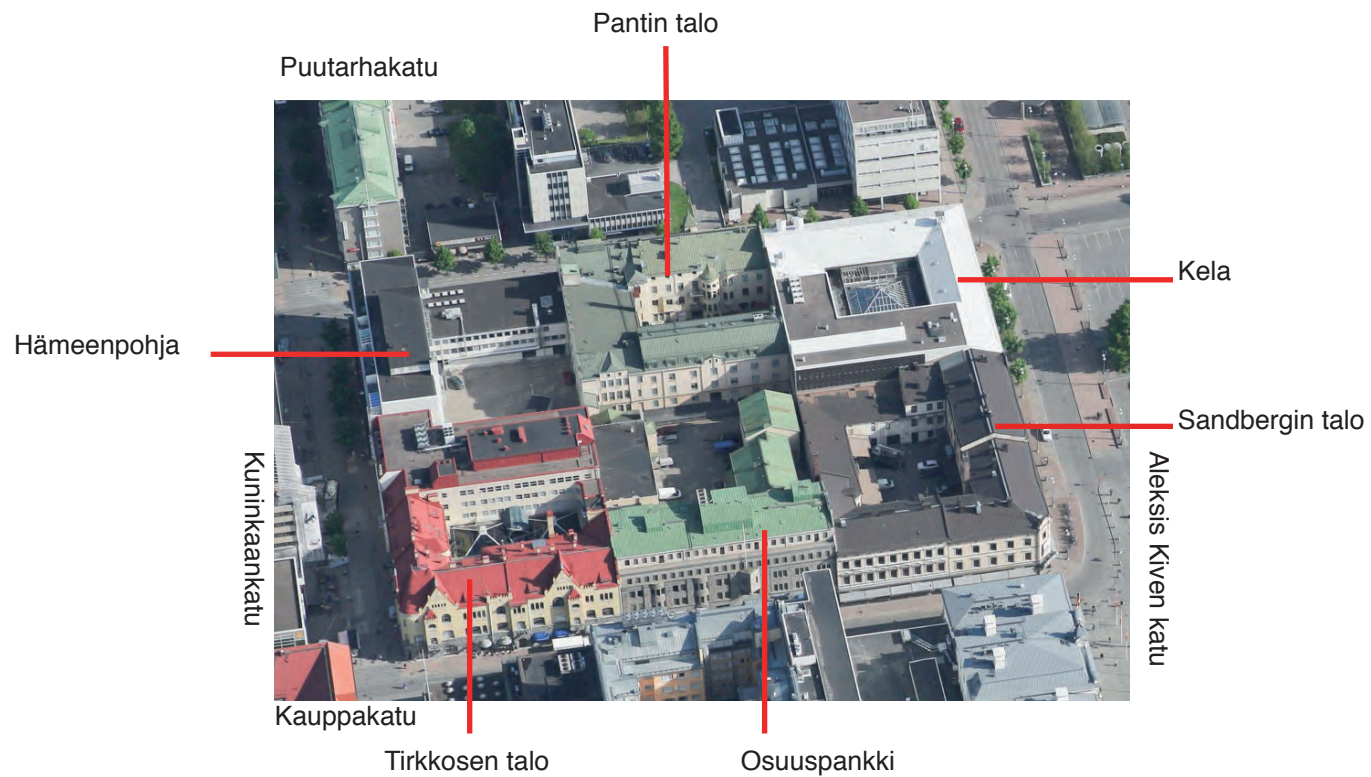 Pantin talo
Puutarhakatu
Kela
Hämeenpohja
Sandbergin talo
Kuninkaankatu
Aleksis Kiven katu
Kauppakatu
Tirkkosen talo
Osuuspankki